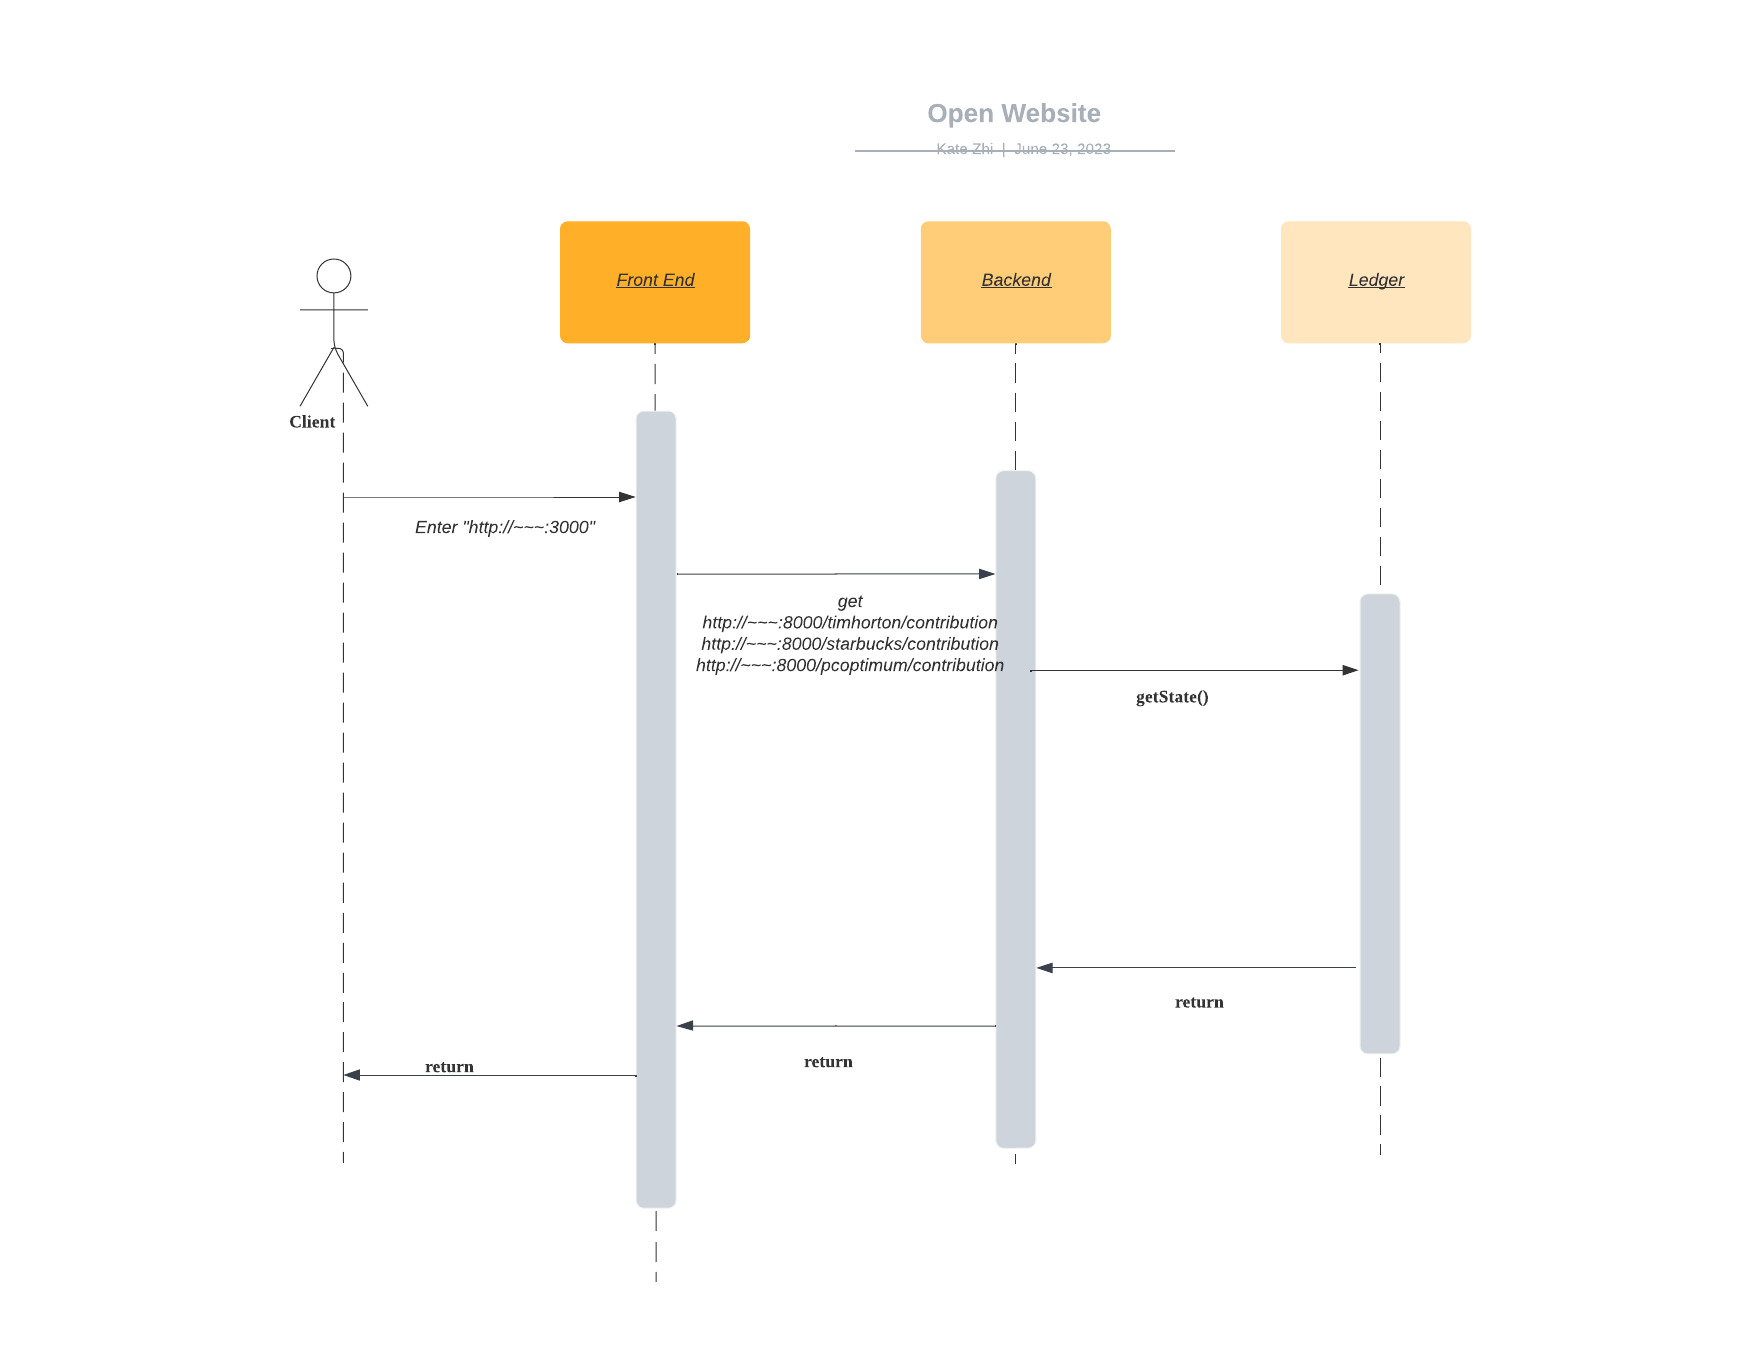 Open Website
Kate Zhi | June 23, 2023
Front End
Backend
Ledger
Client
Enter "http://~~~:3000"
get
http://~~~:8000/timhorton/contribution
http://~~~:8000/starbucks/contribution
http://~~~:8000/pcoptimum/contribution
getState()
return
return
return